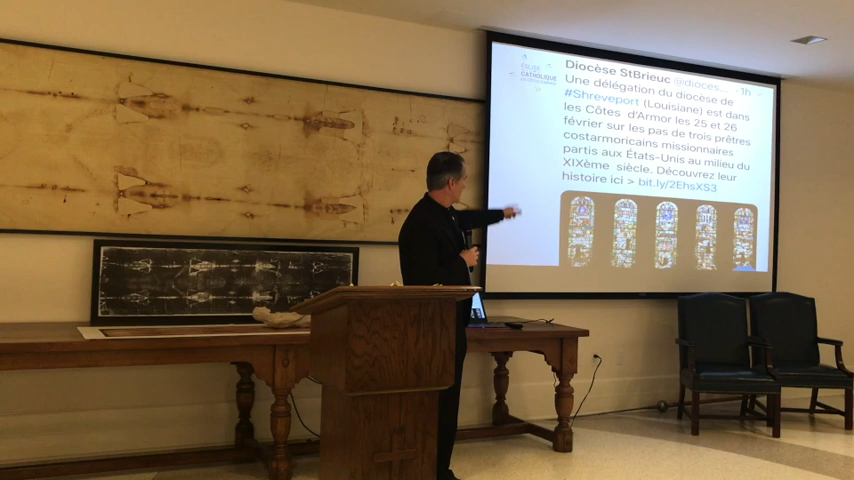 ÉGLISE
CATHOLIQUE
Diocèse StBrieuc @dioces... · 1h
Une délégation du diocèse de
#Shreveport (Louisiane) est dans
les Côtes d'Armor les 25 et 26
février sur les pas de trois prêtres
costarmoricains missionnaires
partis aux États-Unis au milieu du
XIXème siècle. Découvrez leur
histoire ici > bit.ly/2EhsXS3